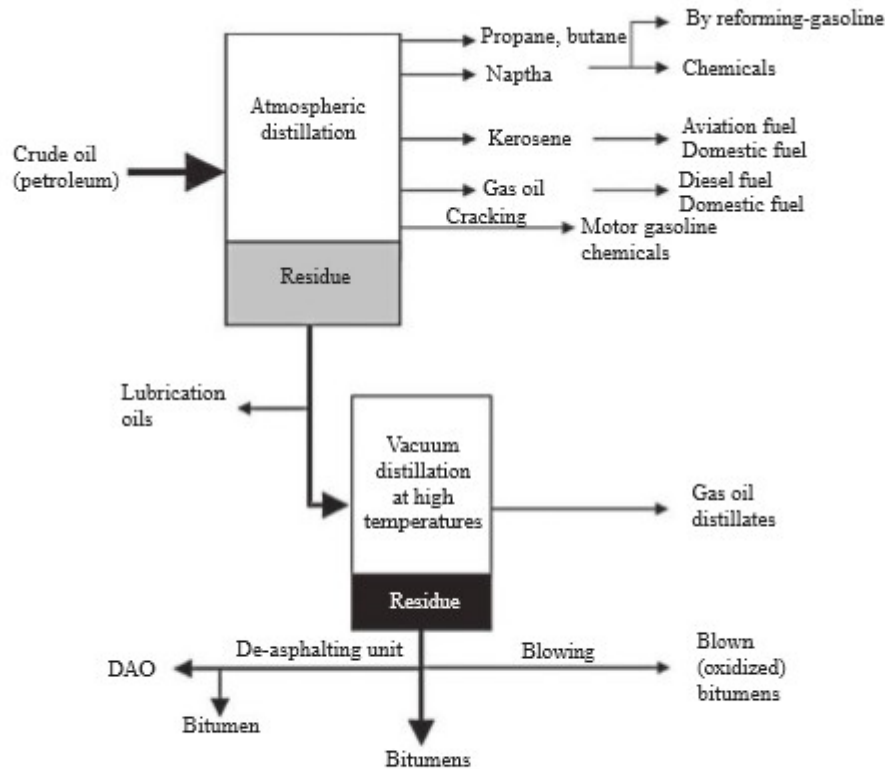 By reforming-gasoline
Propane, butane
Naptha
Chemicals
Atmospheric
distillation
Kerosene
Aviation fuel
Domestic fuel
Crude oil
(petroleum)
Gas oil
Diesel fuel
Domestic fuel
Cracking
Motor gasoline
chemicals
Residue
Lubrication
oils
Vacuum
distillation
at high
temperatures
Gas oil
distillates
Residue
De-asphalting unit
Blowing
DAO
Blown
(oxidized)
bitumens
Bitumen
Bitumens